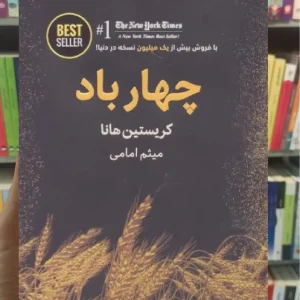 BEST
SELLER
#1 The New York Times
A New York Times Best Seller!
با فروش بیش از یک میلیون نسخه در دنیا!
چهار باد
کریستین هانا
میثم امامی